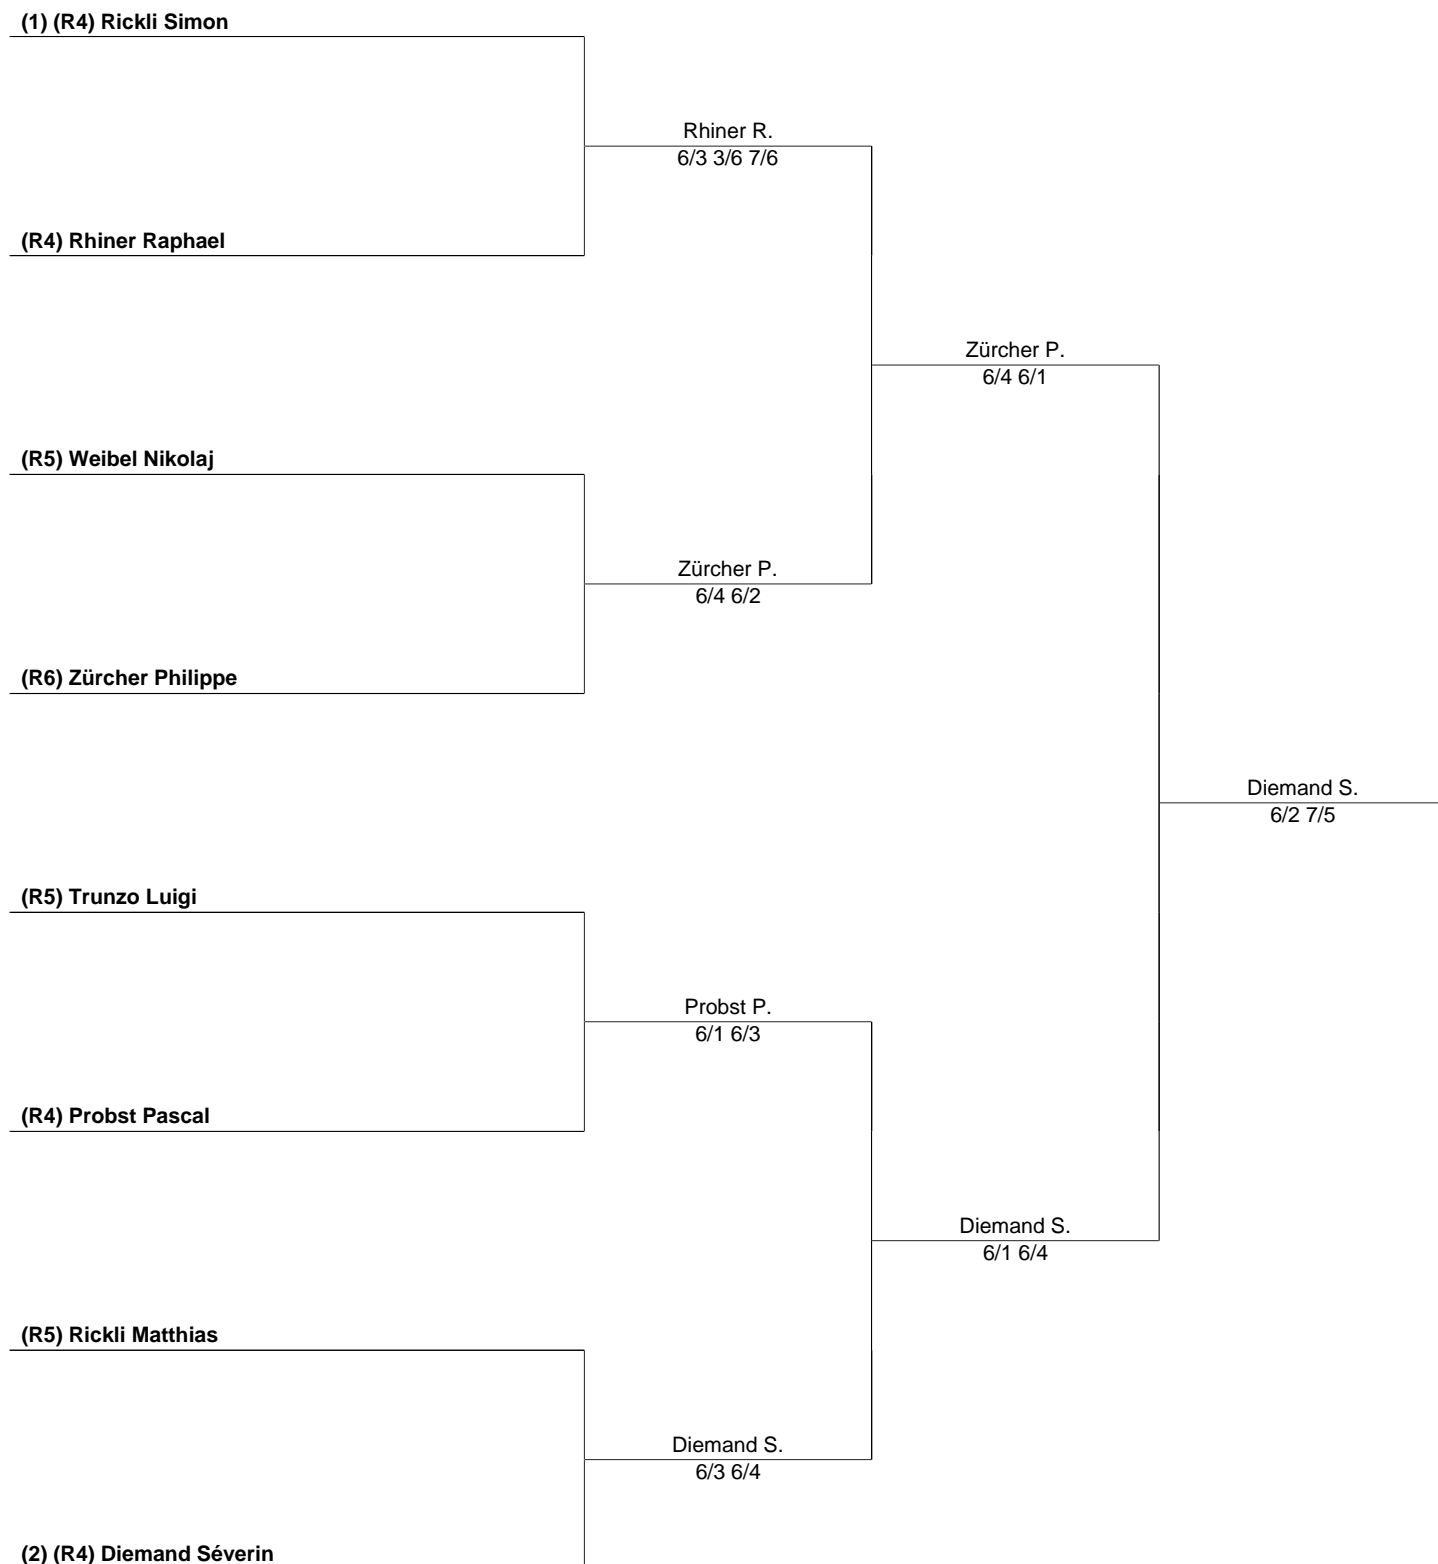 (1) (R4) Rickli Simon
Rhiner R.
6/3 3/6 7/6
(R4) Rhiner Raphael
Zürcher P.
6/4 6/1
(R5) Weibel Nikolaj
Zürcher P.
6/4 6/2
(R6) Zürcher Philippe
Diemand S.
6/2 7/5
(R5) Trunzo Luigi
Probst P.
6/1 6/3
(R4) Probst Pascal
Diemand S.
6/1 6/4
(R5) Rickli Matthias
Diemand S.
6/3 6/4
(2) (R4) Diemand Séverin